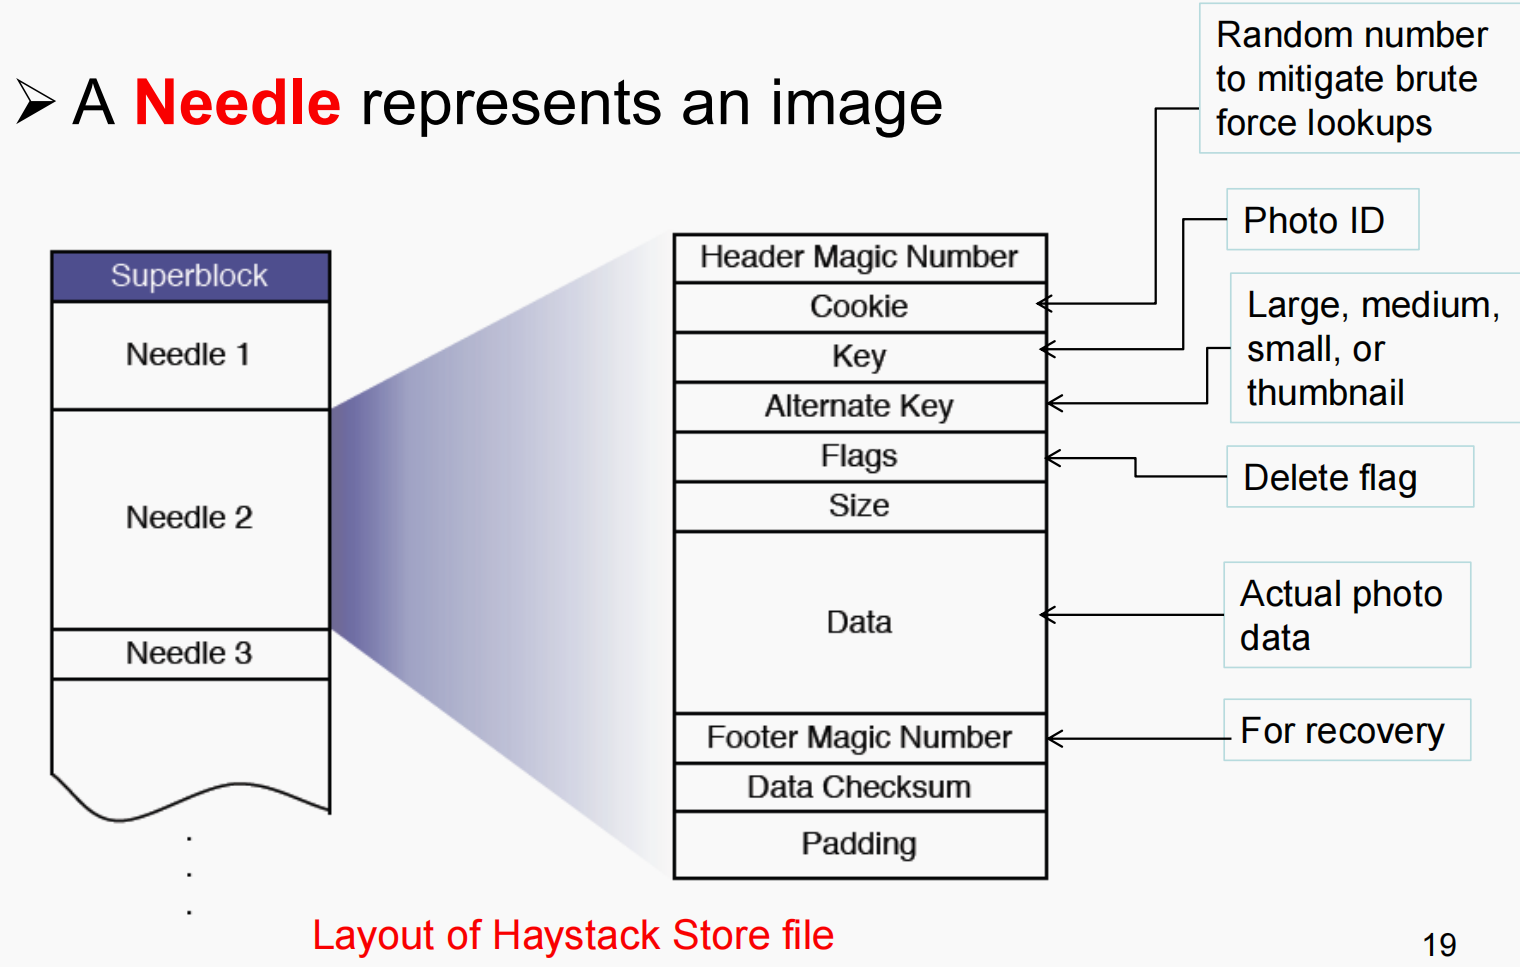 ➢ A Needle represents an image
Random number
to mitigate brute
force lookups
Photo ID
Large, medium,
small, or
thumbnail
Delete flag
Actual photo
data
For recovery
Superblock
Needle 1
Needle 2
Needle 3
.
.
.
Header Magic Number
Cookie
Key
Alternate Key
Flags
Size
Data
Footer Magic Number
Data Checksum
Padding
Layout of Haystack Store file
19